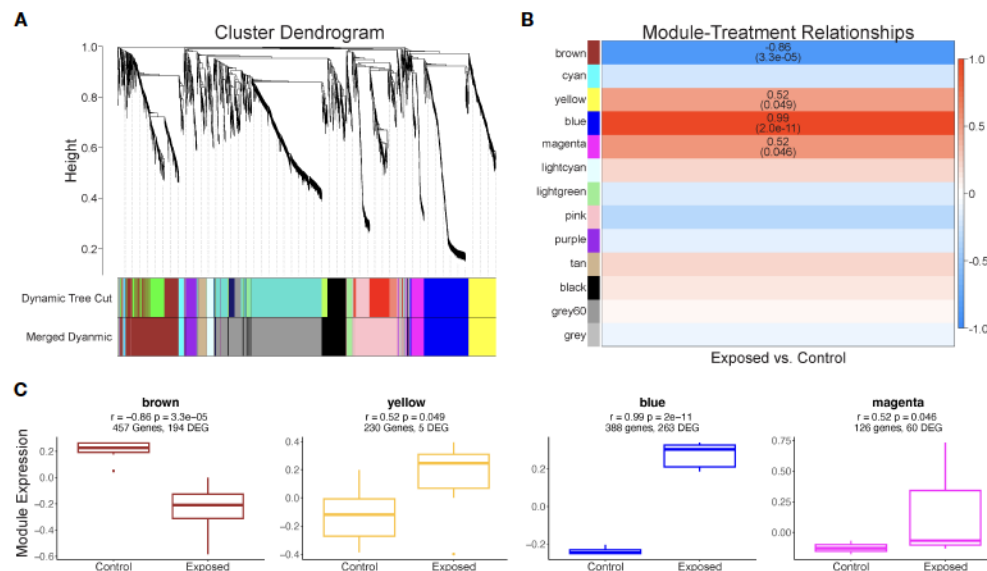 A
Cluster Dendrogram
1.0
0.8
0.6
0.4
0.2
Height
Dynamic Tree Cut
Merged Dyanmic
B
Module-Treatment Relationships
brown
cyan
yellow
blue
magenta
lightcyan
lightgreen
pink
purple
tan
black
grey60
grey
-0.86
(3.3e-05)
0.52
(0.049)
0.99
(2.0e-11)
0.52
(0.046)
1.0
0.5
0
-0.5
-1.0
Exposed vs. Control
C
Module Expression
brown
r = −0.86 p = 3.3e−05
457 Genes, 194 DEG
0.2
0.0
−0.2
−0.4
−0.6
Control Exposed
yellow
r = 0.52 p = 0.049
230 Genes, 5 DEG
0.4
0.2
0.0
−0.2
−0.4
Control Exposed
blue
r = 0.99 p = 2e−11
388 genes, 263 DEG
0.2
0.0
−0.2
Control Exposed
magenta
r = 0.52 p = 0.046
126 genes, 60 DEG
0.75
0.50
0.25
0.00
Control Exposed